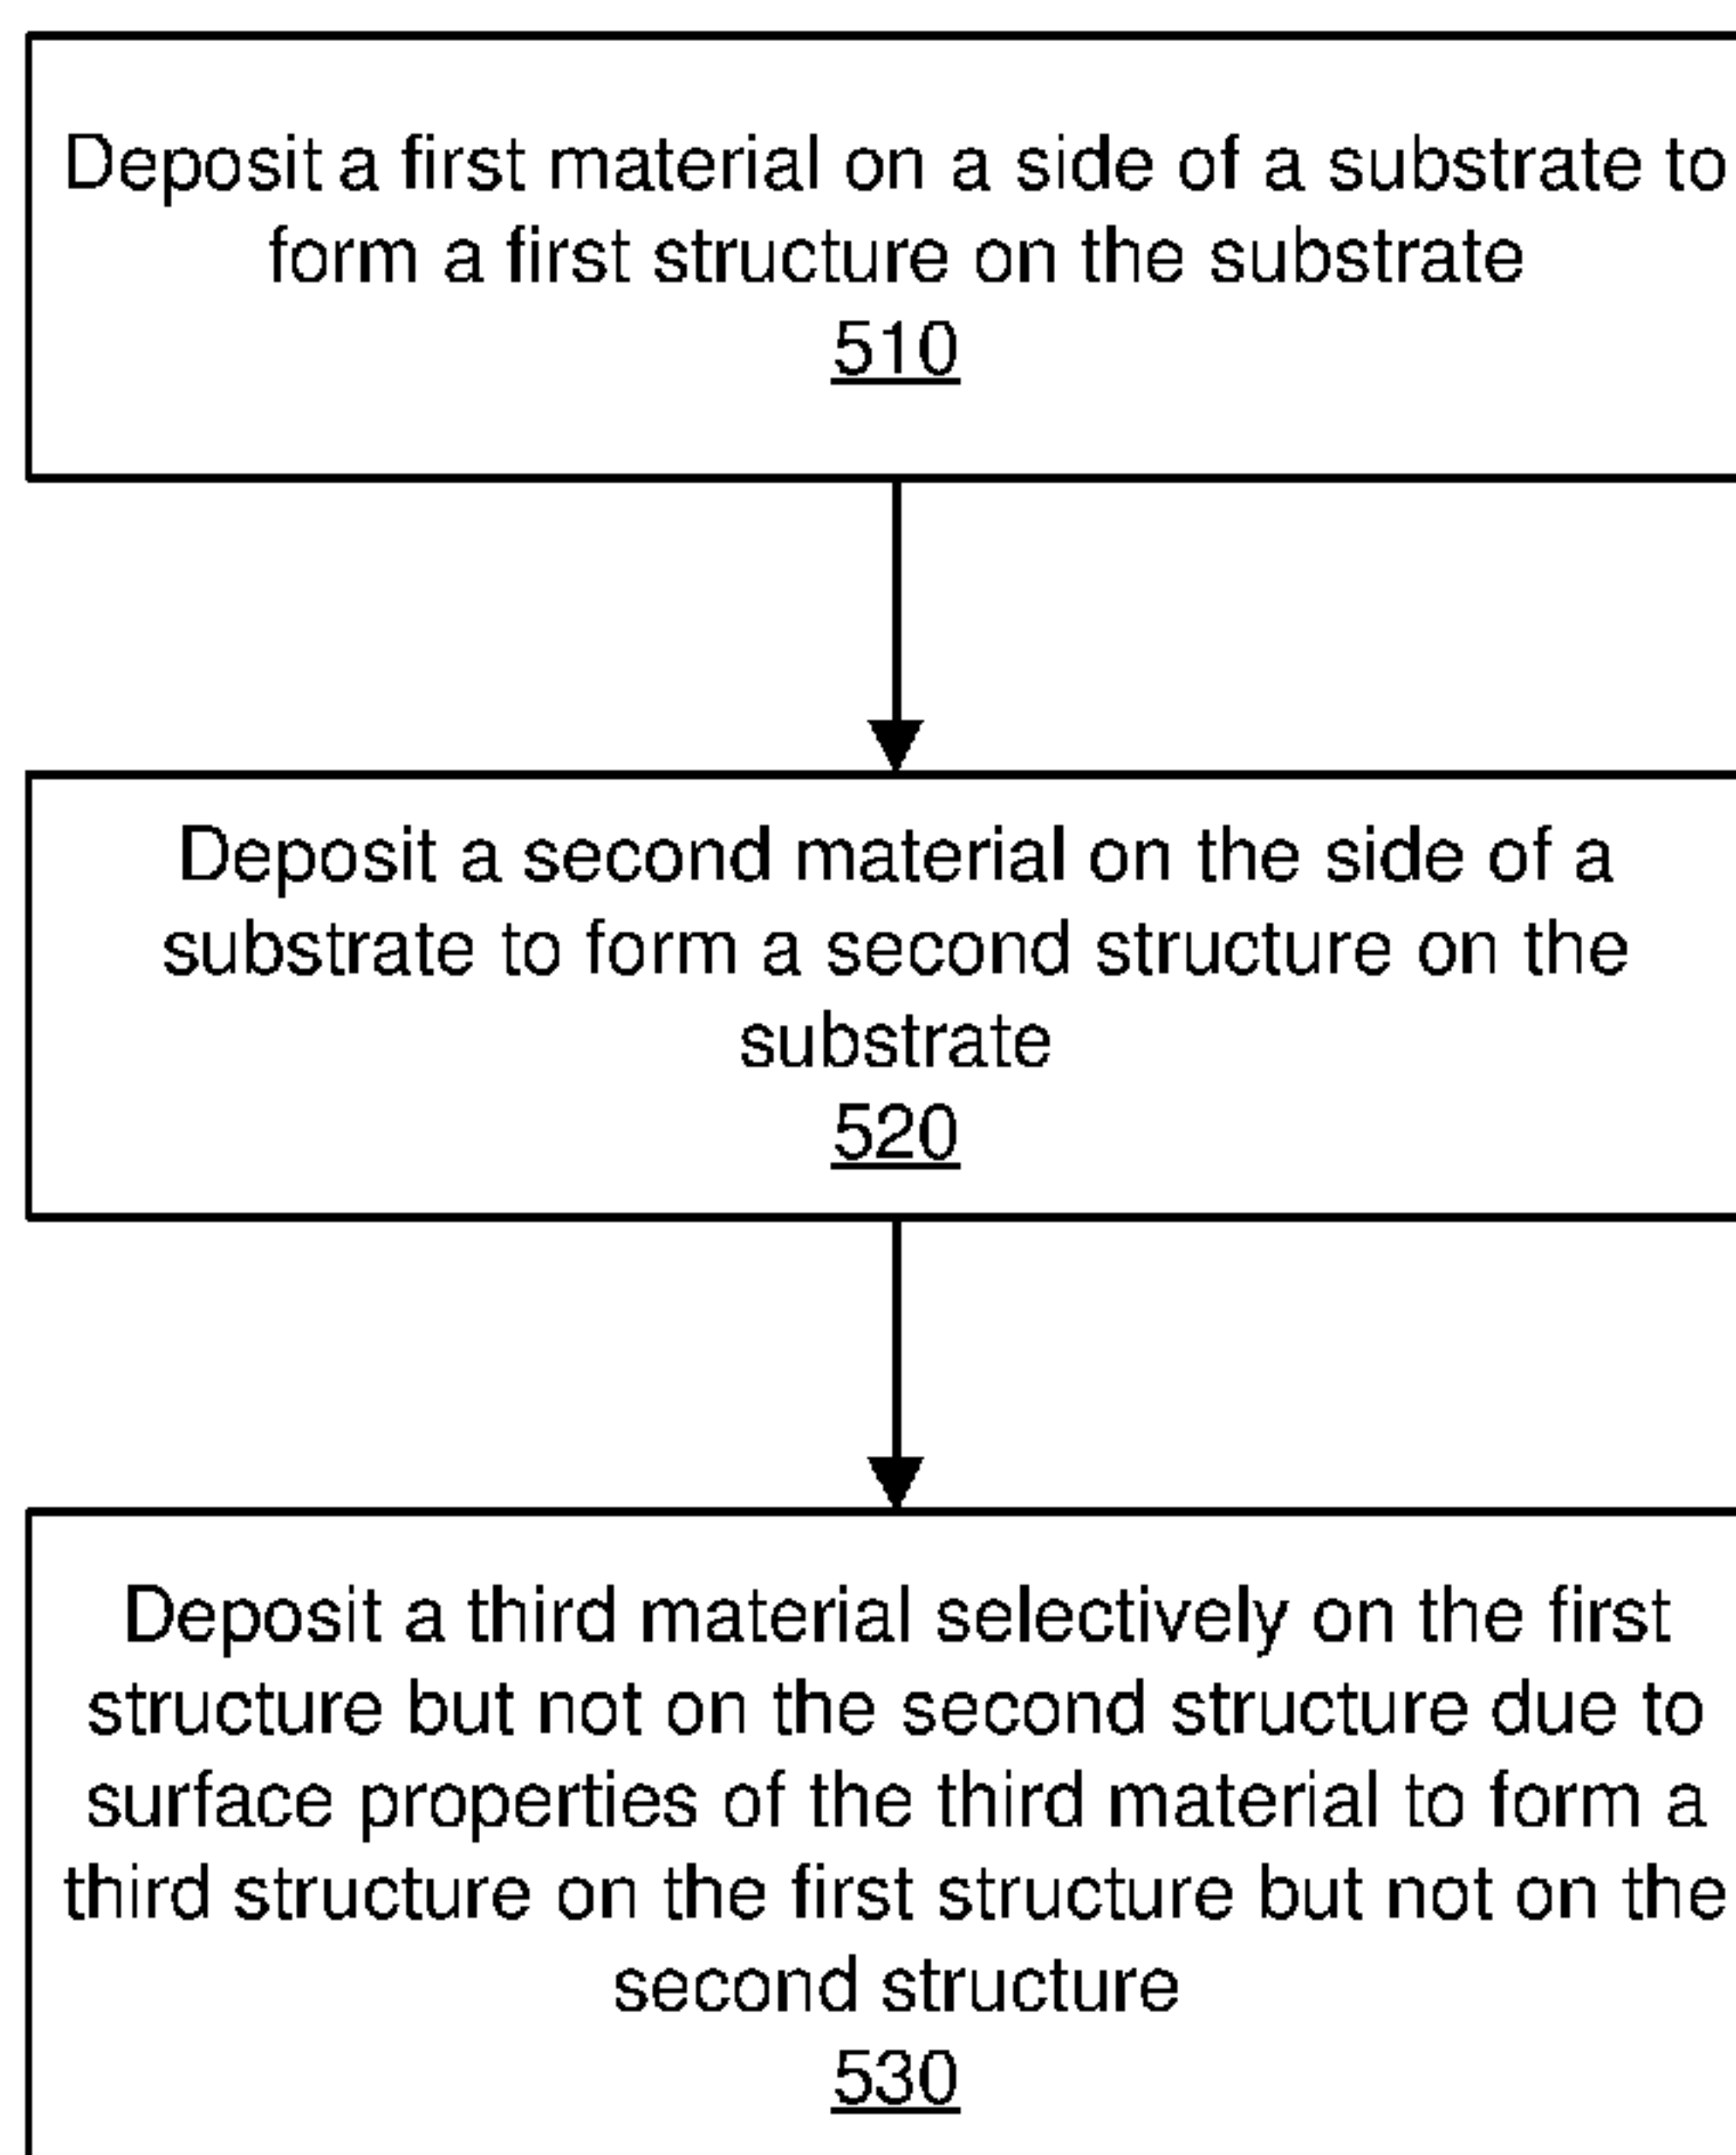 Deposit a first material on a side of a substrate to
form a first structure on the substrate
510
Deposit a second material on the side of a
substrate to form a second structure on the
substrate
520
Deposit a third material selectively on the first
structure but not on the second structure due to
surface properties of the third material to form a
third structure on the first structure but not on the
second structure
530